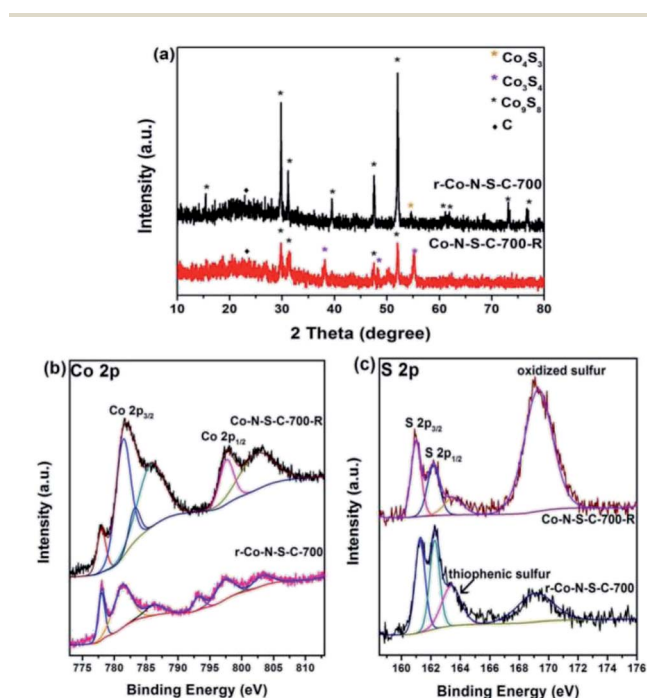 (a)
* Co4S3
* Co3S4
* Co9S8
♦ C
r-Co-N-S-C-700
Co-N-S-C-700-R
Intensity (a.u.)
10 20 30 40 50 60 70 80
2 Theta (degree)
(b) Co 2p
Co 2p3/2
Co 2p1/2
Co-N-S-C-700-R
r-Co-N-S-C-700
Intensity (a.u.)
775 780 785 790 795 800 805 810
Binding Energy (eV)
(c) S 2p
oxidized sulfur
S 2p3/2
S 2p1/2
Co-N-S-C-700-R
thiophenic sulfur
r-Co-N-S-C-700
Intensity (a.u.)
160 162 164 166 168 170 172 174 176
Binding Energy (eV)